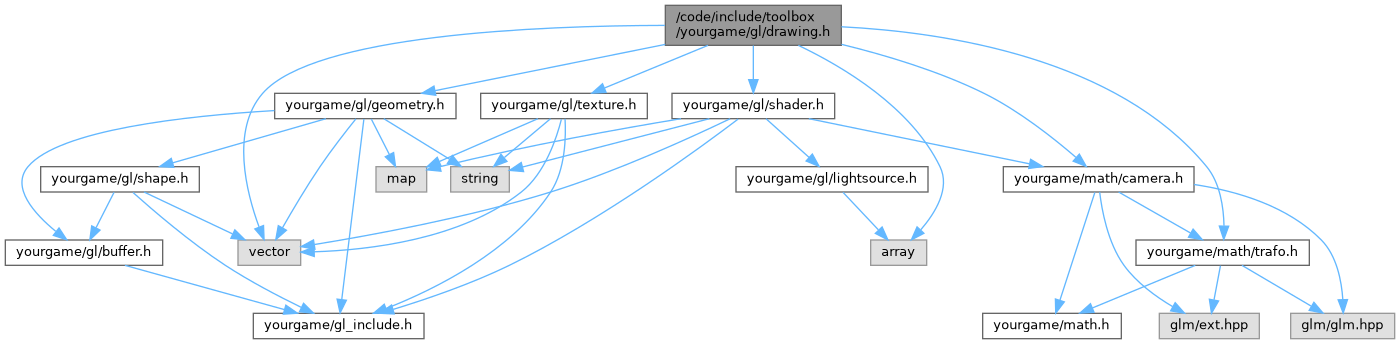 /code/include/toolbox
/yourgame/gl/drawing.h
yourgame/gl/geometry.h
yourgame/gl/texture.h
yourgame/gl/shader.h
yourgame/gl/shape.h
map
string
yourgame/gl/lightsource.h
yourgame/math/camera.h
yourgame/gl/buffer.h
vector
array
yourgame/math/trafo.h
yourgame/gl_include.h
yourgame/math.h
glm/ext.hpp
glm/glm.hpp